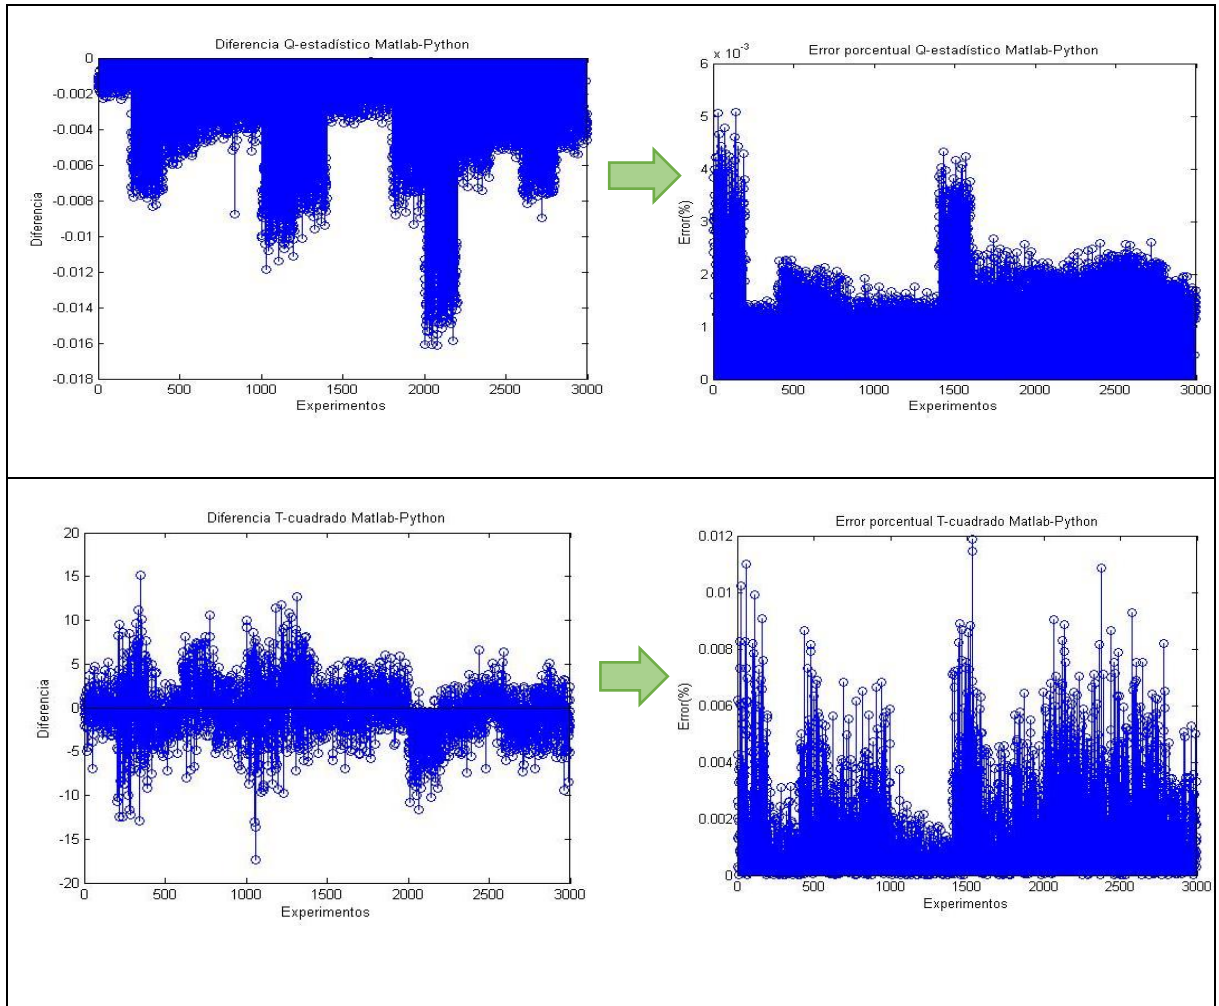 Diferencia Q-estadístico Matlab-Python
0
-0.002
-0.004
-0.006
-0.008
-0.01
-0.012
-0.014
-0.016
-0.018
Diferencia
0 500 1000 1500 2000 2500 3000
Experimentos
Error porcentual Q-estadístico Matlab-Python
x 10⁻³
6
5
4
3
2
1
0
Error(%)
0 500 1000 1500 2000 2500 3000
Experimentos
Diferencia T-cuadrado Matlab-Python
20
15
10
5
0
-5
-10
-15
-20
Diferencia
0 500 1000 1500 2000 2500 3000
Experimentos
Error porcentual T-cuadrado Matlab-Python
0.012
0.01
0.008
0.006
0.004
0.002
0
Error(%)
0 500 1000 1500 2000 2500 3000
Experimentos